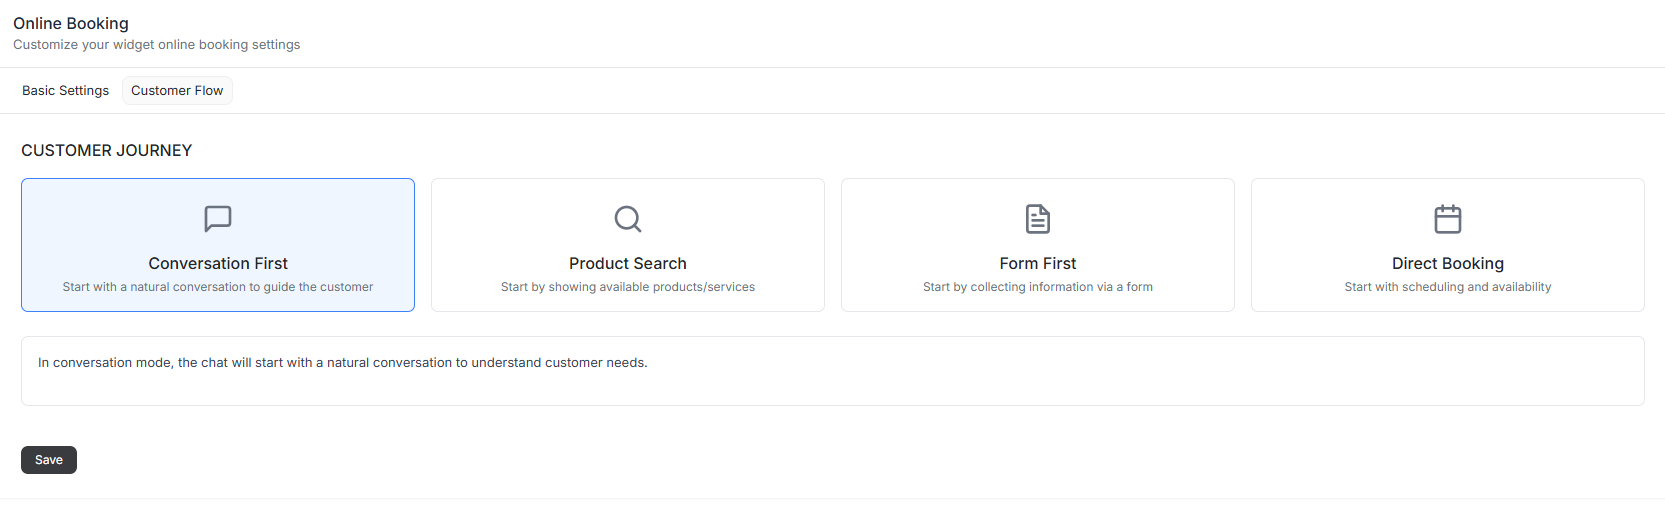 Online Booking
Customize your widget online booking settings
Basic Settings
Customer Flow
CUSTOMER JOURNEY
Conversation First
Start with a natural conversation to guide the customer
Product Search
Start by showing available products/services
Form First
Start by collecting information via a form
Direct Booking
Start with scheduling and availability
In conversation mode, the chat will start with a natural conversation to understand customer needs.
Save